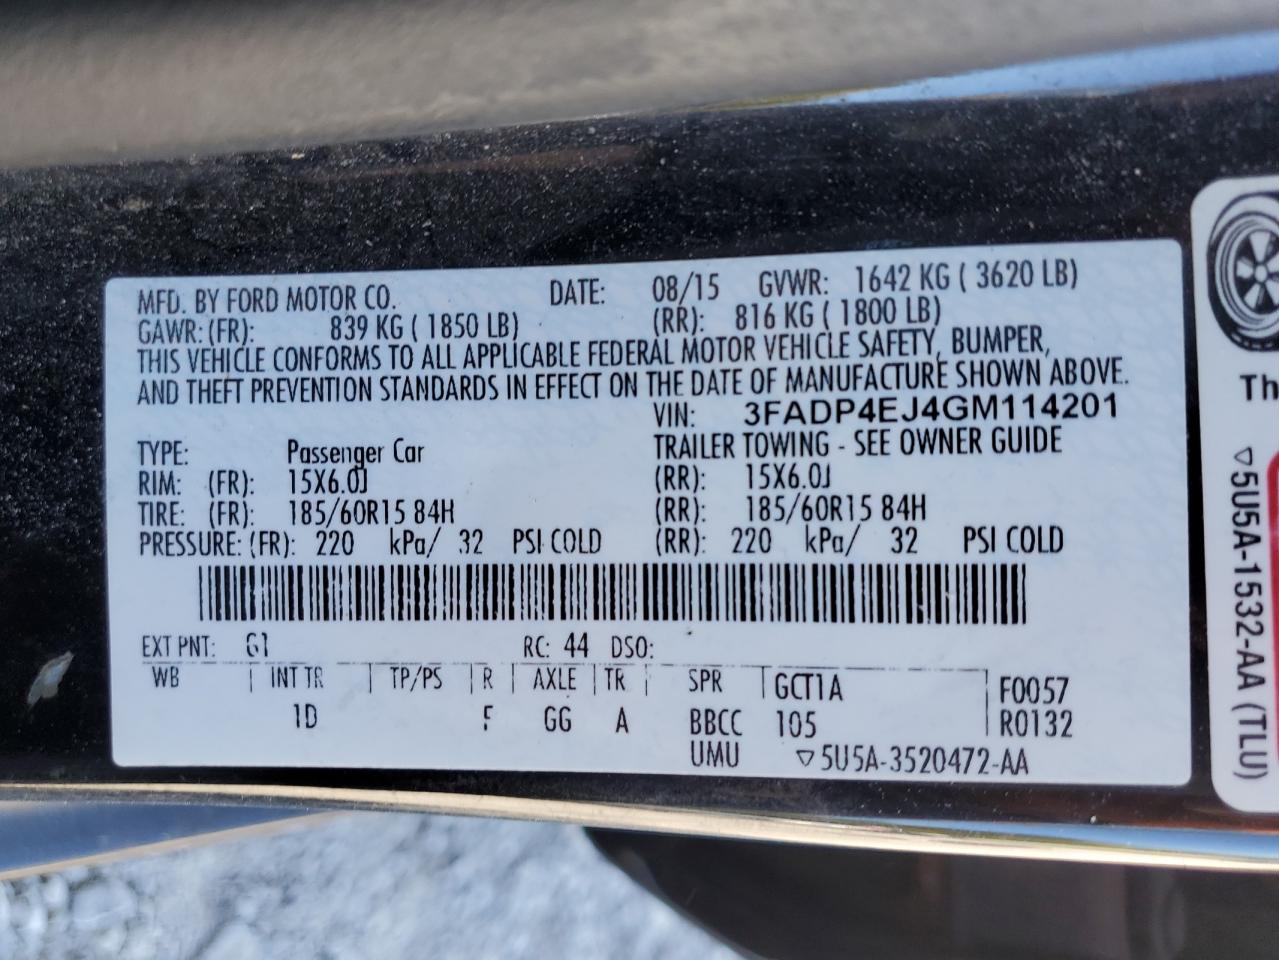 MFD. BY FORD MOTOR CO. DATE: 08/15 GVWR: 1642 KG ( 3620 LB)
GAWR: (FR): 839 KG ( 1850 LB) (RR): 816 KG ( 1800 LB)
THIS VEHICLE CONFORMS TO ALL APPLICABLE FEDERAL MOTOR VEHICLE SAFETY, BUMPER,
AND THEFT PREVENTION STANDARDS IN EFFECT ON THE DATE OF MANUFACTURE SHOWN ABOVE.
VIN: 3FADP4EJ4GM114201
TYPE: Passenger Car TRAILER TOWING - SEE OWNER GUIDE
RIM: (FR): 15X6.0J (RR): 15X6.0J
TIRE: (FR): 185/60R15 84H (RR): 185/60R15 84H
PRESSURE: (FR): 220 kPa/ 32 PSI COLD (RR): 220 kPa/ 32 PSI COLD
EXT PNT: G1 RC: 44 DSO:
WB | INT TR | TP/PS | R | AXLE | TR | SPR | GCT1A | F0057
1D F GG A BBCC 105 R0132
UMU ▽5U5A-3520472-AA
Th
▽5U5A-1532-AA (TLU)